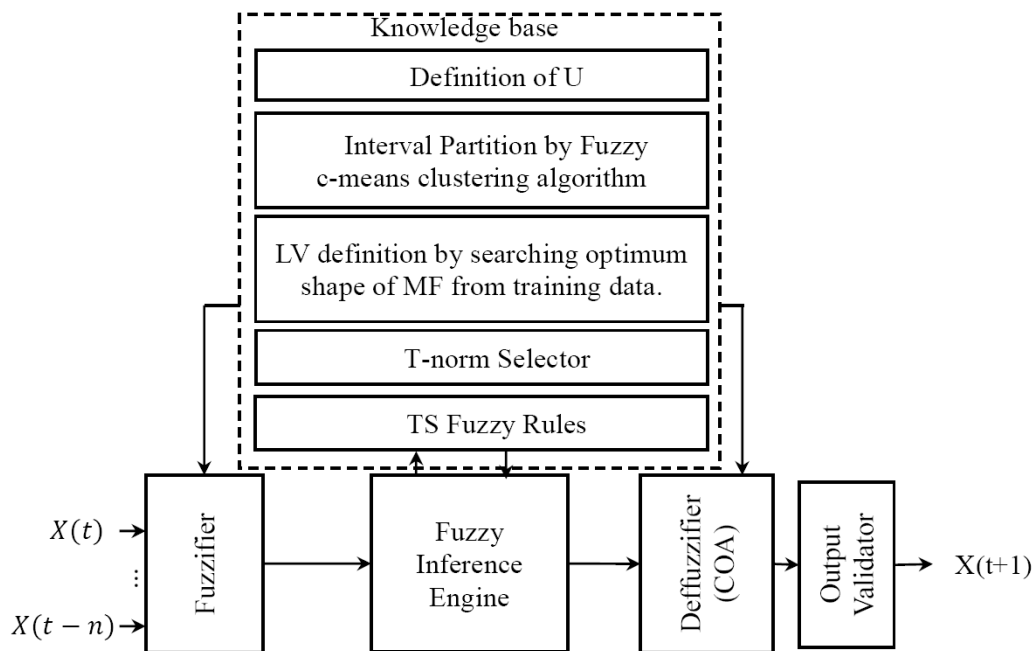 Knowledge base
Definition of U
Interval Partition by Fuzzy
c-means clustering algorithm
LV definition by searching optimum
shape of MF from training data.
T-norm Selector
TS Fuzzy Rules
X(t)
...
X(t − n)
Fuzzifier
Fuzzy
Inference
Engine
Deffuzzifier
(COA)
Output
Validator
X(t+1)